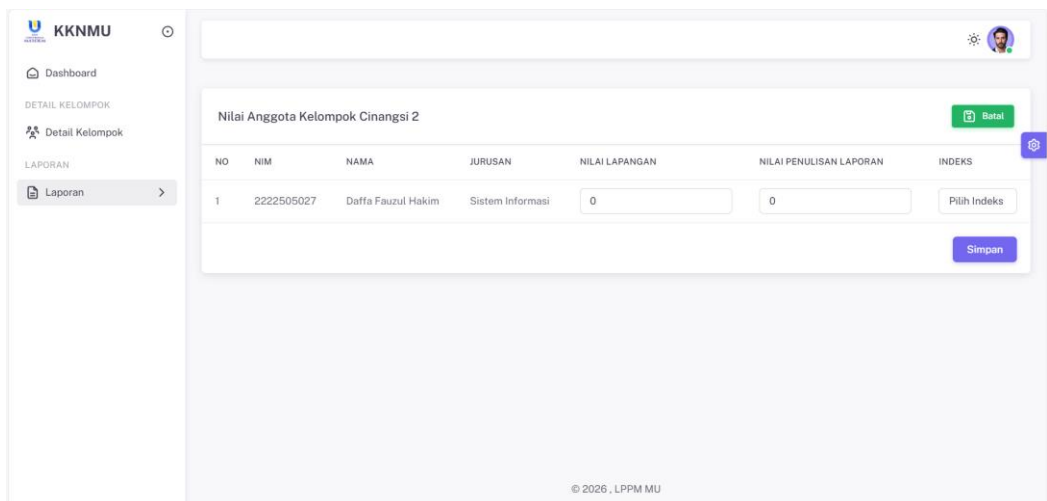 KKNMU
Dashboard
DETAIL KELOMPOK
Detail Kelompok
LAPORAN
Laporan
Nilai Anggota Kelompok Cinangsi 2
Batal
NO NIM NAMA JURUSAN NILAI LAPANGAN NILAI PENULISAN LAPORAN INDEKS
1 2222505027 Daffa Fauzul Hakim Sistem Informasi 0 0 Pilih Indeks
Simpan
© 2026 , LPPM MU